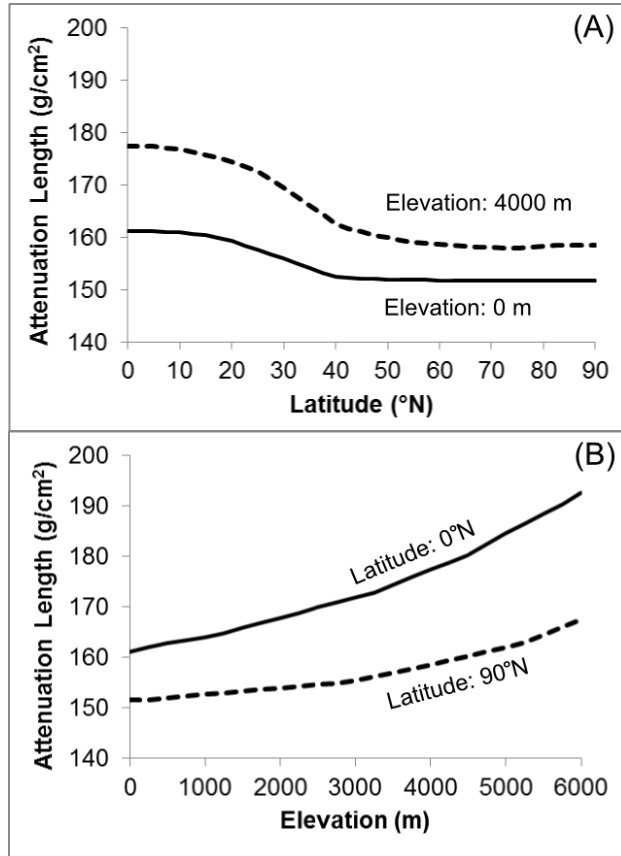 (A)
Attenuation Length (g/cm²)
200
190
180
170
160
150
140
Elevation: 4000 m
Elevation: 0 m
0 10 20 30 40 50 60 70 80 90
Latitude (°N)
(B)
Attenuation Length (g/cm²)
200
190
180
170
160
150
140
Latitude: 0°N
Latitude: 90°N
0 1000 2000 3000 4000 5000 6000
Elevation (m)